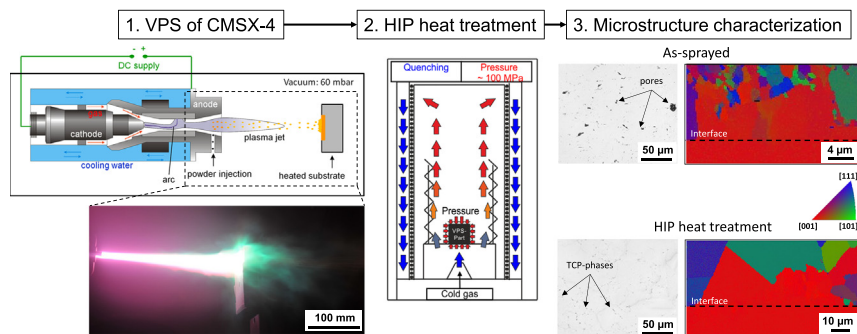 1. VPS of CMSX-4
2. HIP heat treatment
3. Microstructure characterization
- +
DC supply
Vacuum: 60 mbar
anode
cathode
cooling water
arc
plasma jet
powder injection
heated substrate
100 mm
Quenching
Pressure
~ 100 MPa
Pressure
VPS-
Part
Cold gas
As-sprayed
pores
50 µm
Interface
4 µm
[111]
[001]
[101]
HIP heat treatment
TCP-phases
50 µm
Interface
10 µm